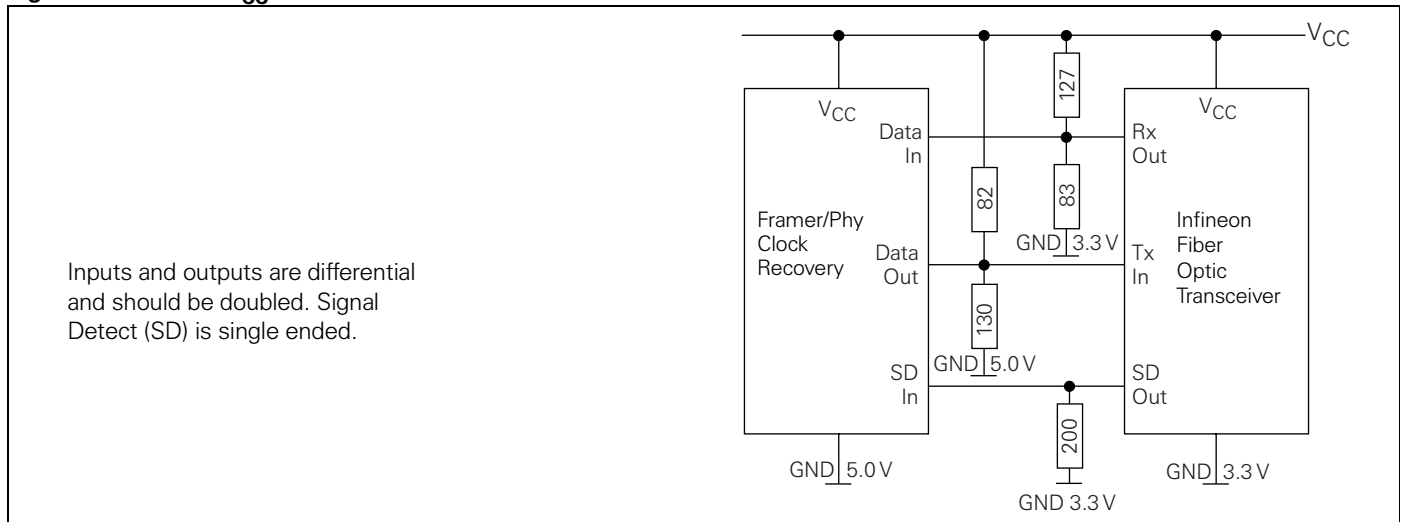 Inputs and outputs are differential
and should be doubled. Signal
Detect (SD) is single ended.
VCC
VCC
VCC
127
Data
In
Rx
Out
82
83
Framer/Phy
Clock
Recovery
Infineon
Fiber
Optic
Transceiver
GND 3.3 V
Data
Out
Tx
In
130
GND 5.0 V
SD
In
SD
Out
200
GND 5.0 V
GND 3.3 V
GND 3.3 V